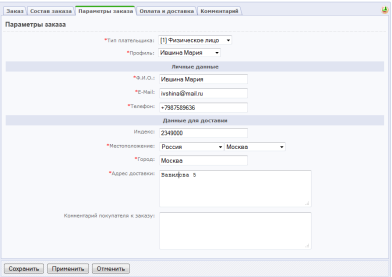 Заказ Состав заказа Параметры заказа Оплата и доставка Комментарий
Параметры заказа
*Тип плательщика: [1] Физическое лицо
*Профиль: Ившина Мария
Личные данные
*Ф.И.О.: Ившина Мария
*E-Mail: ivshina@mail.ru
*Телефон: +7987589636
Данные для доставки
Индекс: 2349000
*Местоположение: Россия Москва
*Город: Москва
*Адрес доставки: Вавилова 5
Комментарий покупателя к заказу:
Сохранить Применить Отменить